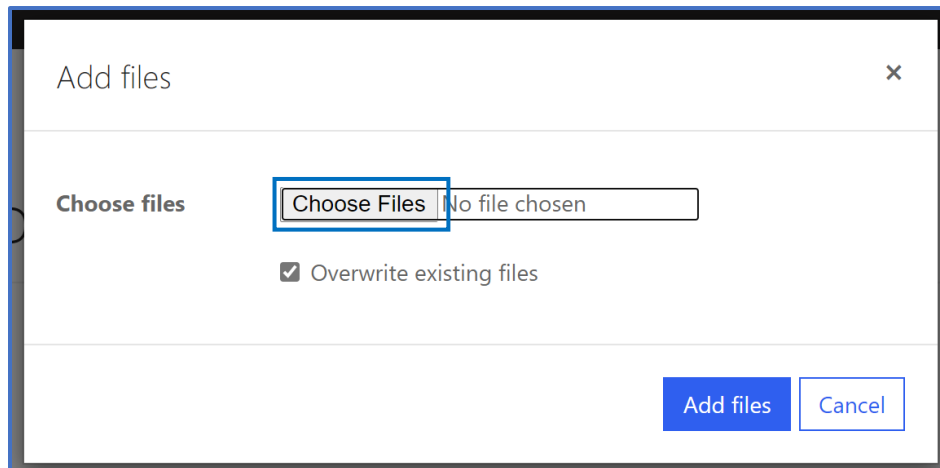 Add files ×
Choose files Choose Files No file chosen
Overwrite existing files
Add files Cancel